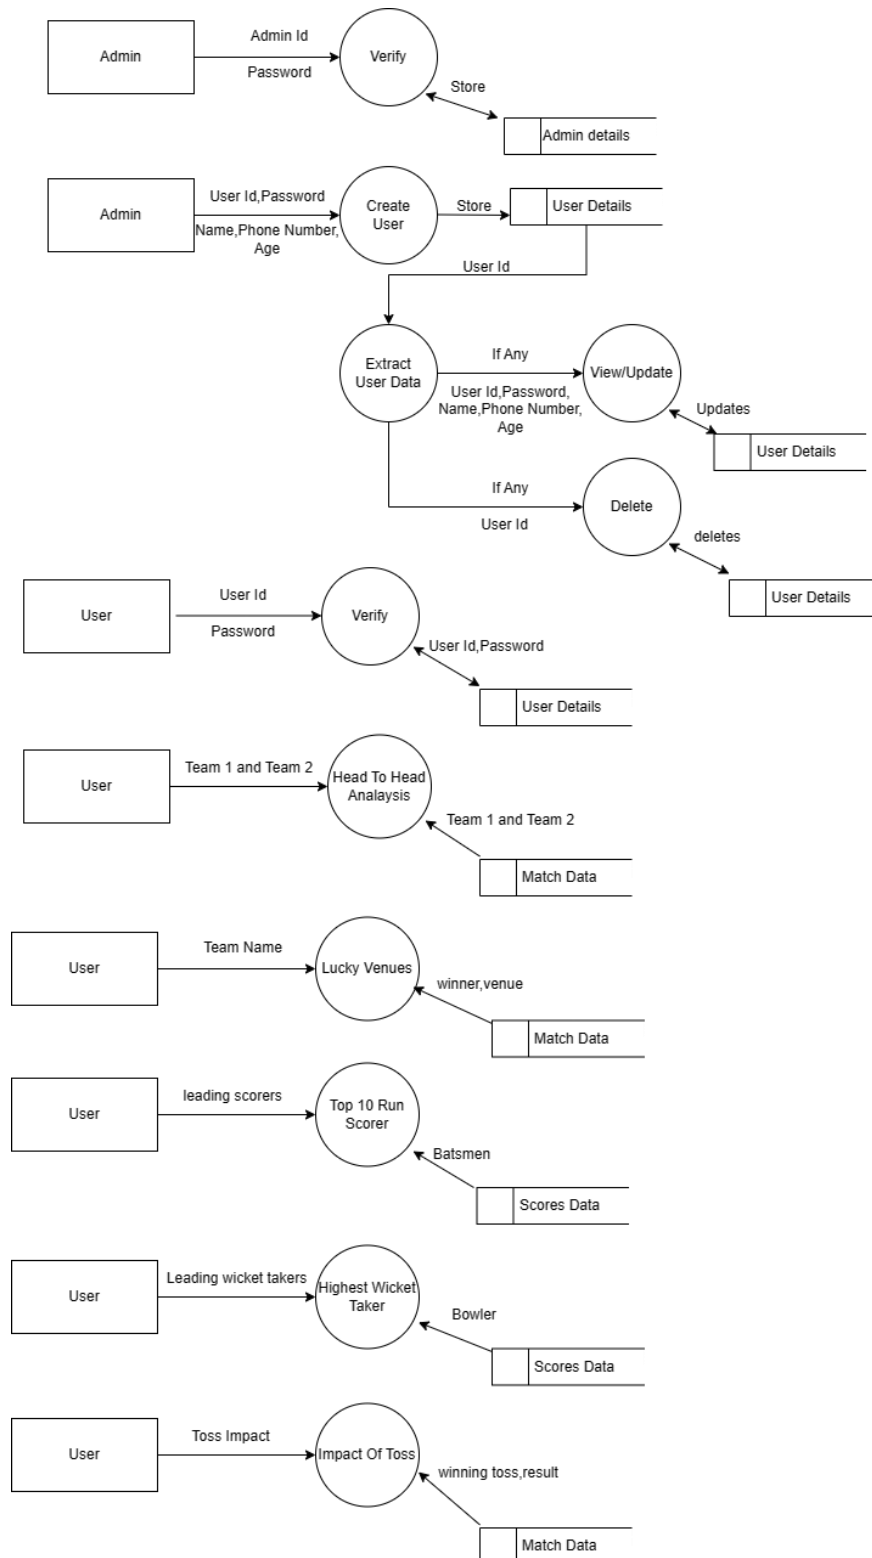 Admin
Admin Id
Password
Verify
Store
Admin details
Admin
User Id,Password
Name,Phone Number,
Age
Create
User
Store
User Details
User Id
Extract
User Data
If Any
User Id,Password,
Name,Phone Number,
Age
View/Update
Updates
User Details
If Any
User Id
Delete
deletes
User Details
User
User Id
Password
Verify
User Id,Password
User Details
User
Team 1 and Team 2
Head To Head
Analaysis
Team 1 and Team 2
Match Data
User
Team Name
Lucky Venues
winner,venue
Match Data
User
leading scorers
Top 10 Run
Scorer
Batsmen
Scores Data
User
Leading wicket takers
Highest Wicket
Taker
Bowler
Scores Data
User
Toss Impact
Impact Of Toss
winning toss,result
Match Data